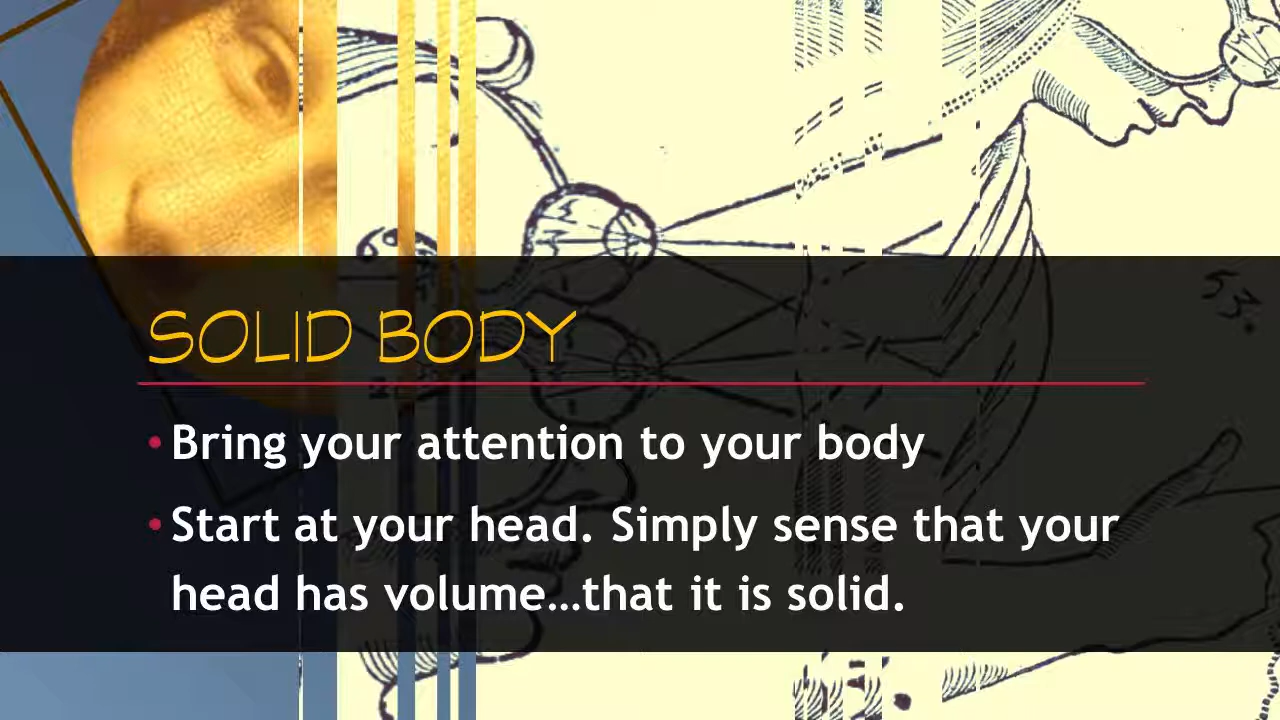 SOLID BODY
• Bring your attention to your body
• Start at your head. Simply sense that your
head has volume...that it is solid.
53.